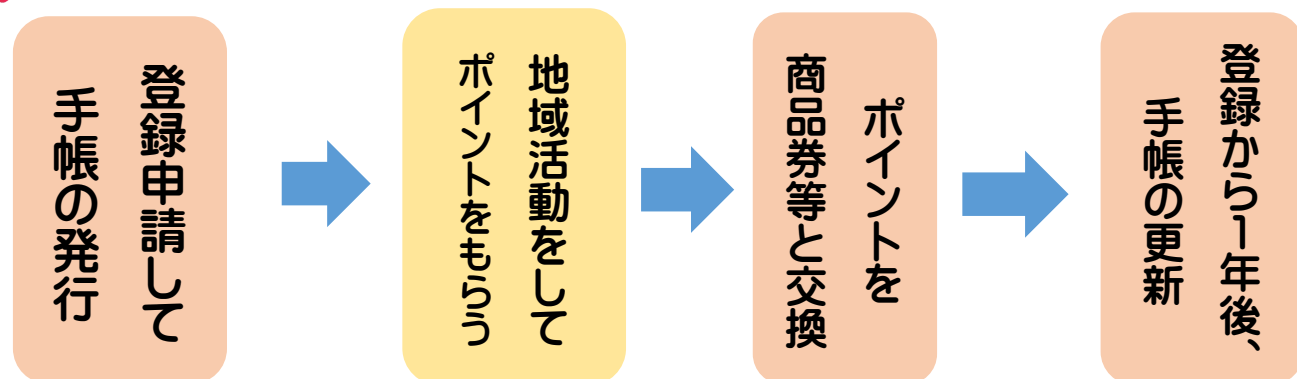 登録申請して
手帳の発行
地域活動をして
ポイントをもらう
ポイントを
商品券等と交換
登録から1年後、
手帳の更新